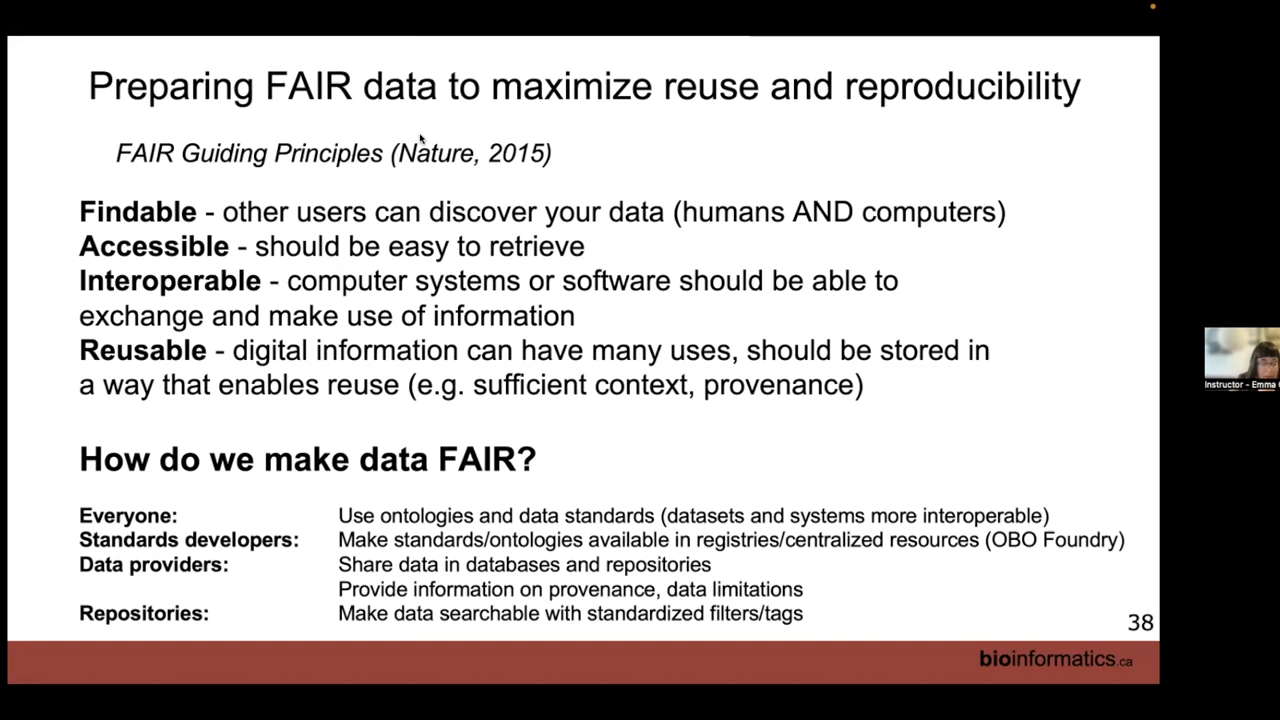 Preparing FAIR data to maximize reuse and reproducibility
FAIR Guiding Principles (Nature, 2015)
Findable - other users can discover your data (humans AND computers)
Accessible - should be easy to retrieve
Interoperable - computer systems or software should be able to
exchange and make use of information
Reusable - digital information can have many uses, should be stored in
a way that enables reuse (e.g. sufficient context, provenance)
How do we make data FAIR?
Everyone: Use ontologies and data standards (datasets and systems more interoperable)
Standards developers: Make standards/ontologies available in registries/centralized resources (OBO Foundry)
Data providers: Share data in databases and repositories
Provide information on provenance, data limitations
Repositories: Make data searchable with standardized filters/tags
38
bioinformatics.ca
Instructor - Emma